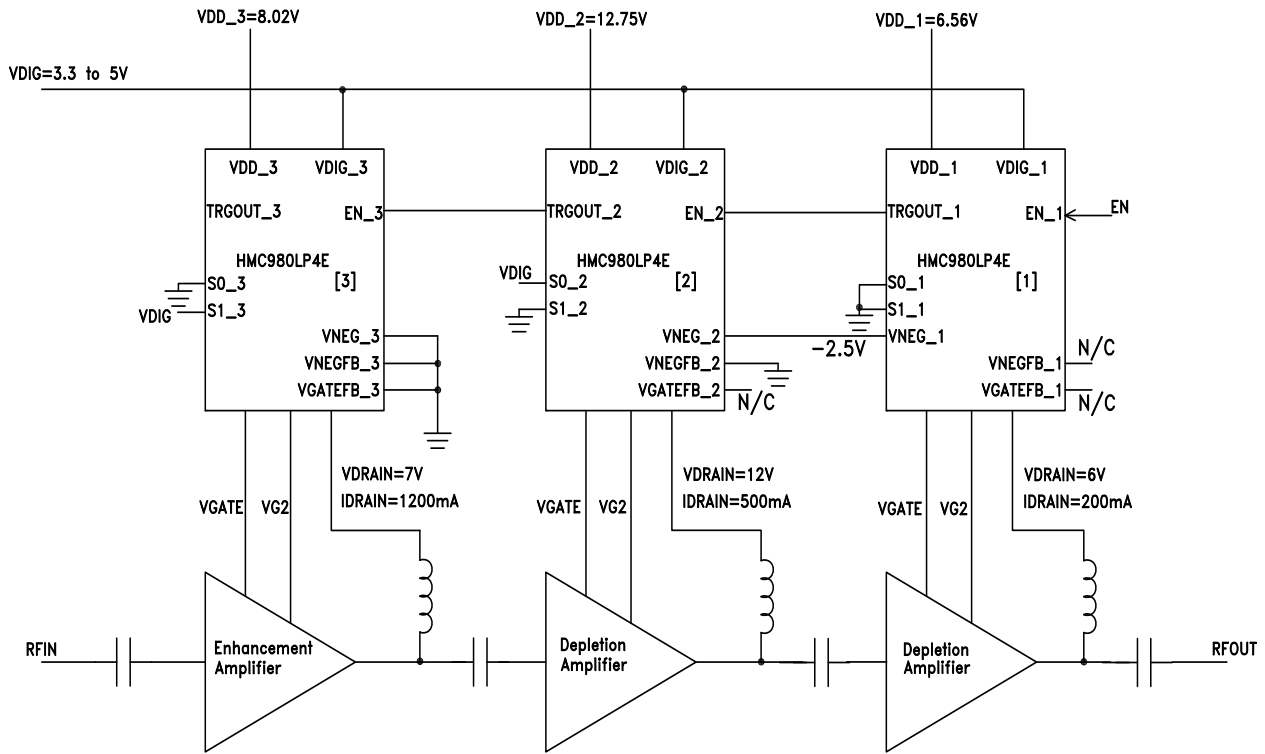 VDD_3=8.02V
VDD_2=12.75V
VDD_1=6.56V
VDIG=3.3 to 5V
VDD_3
VDIG_3
TRGOUT_3
EN_3
HMC980LP4E
[3]
S0_3
VDIG
S1_3
VNEG_3
VNEGFB_3
VGATEFB_3
VDD_2
VDIG_2
TRGOUT_2
EN_2
HMC980LP4E
[2]
VDIG
S0_2
S1_2
VNEG_2
-2.5V
VNEGFB_2
VGATEFB_2
N/C
VDD_1
VDIG_1
TRGOUT_1
EN_1
EN
HMC980LP4E
[1]
S0_1
S1_1
VNEG_1
VNEGFB_1
N/C
VGATEFB_1
N/C
VGATE
VG2
VDRAIN=7V
IDRAIN=1200mA
VGATE
VG2
VDRAIN=12V
IDRAIN=500mA
VGATE
VG2
VDRAIN=6V
IDRAIN=200mA
RFIN
Enhancement
Amplifier
Depletion
Amplifier
Depletion
Amplifier
RFOUT